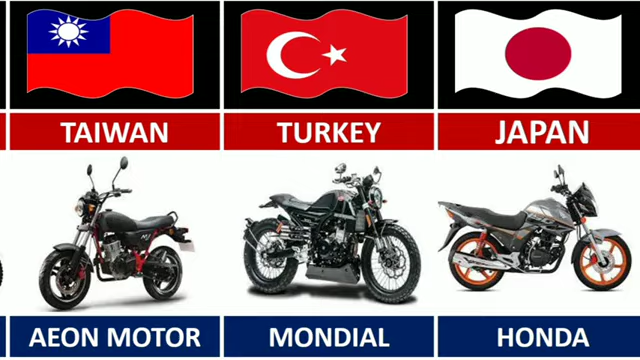 TAIWAN
TURKEY
JAPAN
AEON MOTOR
MONDIAL
HONDA